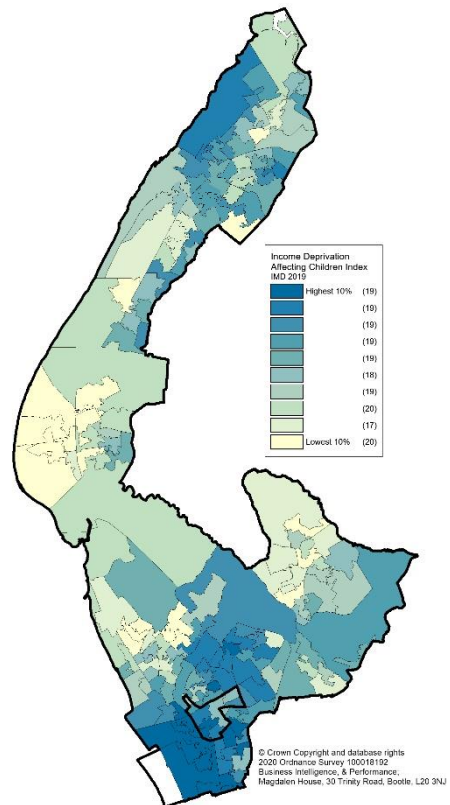 Income Deprivation
Affecting Children Index
IMD 2019
Highest 10% (19)
(19)
(19)
(19)
(19)
(18)
(19)
(20)
(17)
Lowest 10% (20)
© Crown Copyright and database rights
2020 Ordnance Survey 100018192
Business Intelligence, & Performance,
Magdalen House, 30 Trinity Road, Bootle, L20 3NJ